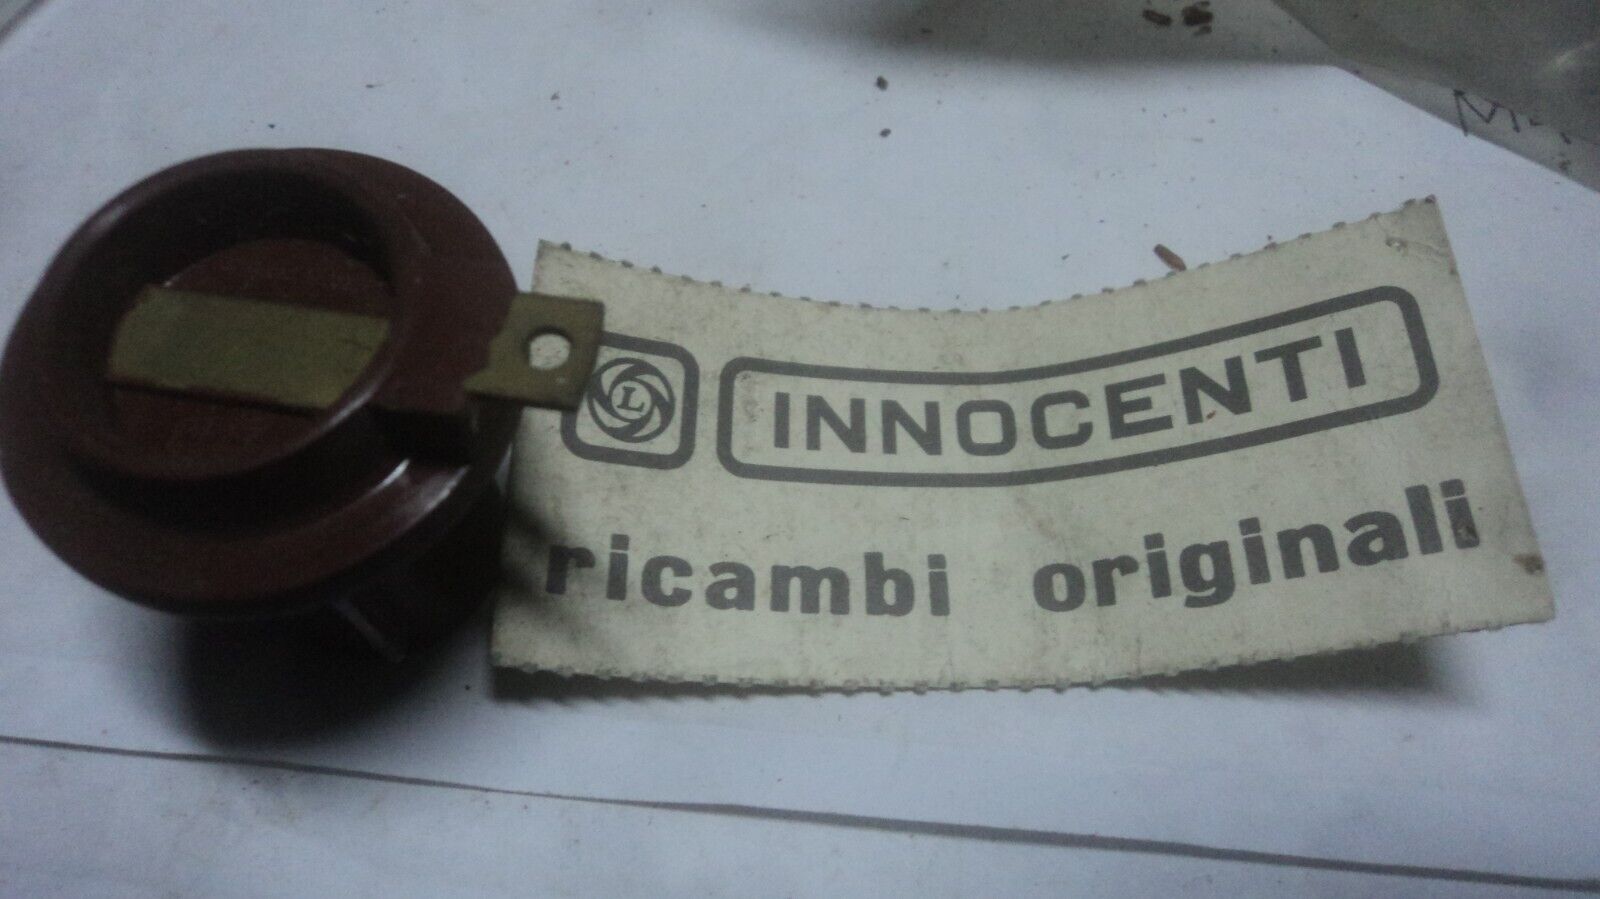 L INNOCENTI
ricambi originali